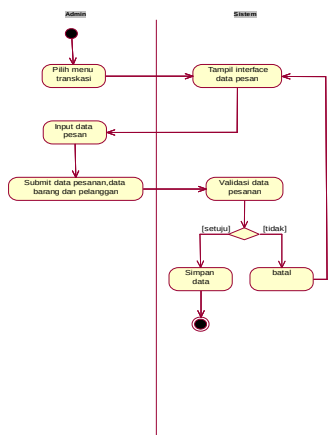 Admin
Sistem
Pilih menu
transkasi
Tampil interface
data pesan
Input data
pesan
Submit data pesanan,data
barang dan pelanggan
Validasi data
pesanan
[setuju]
[tidak]
Simpan
data
batal